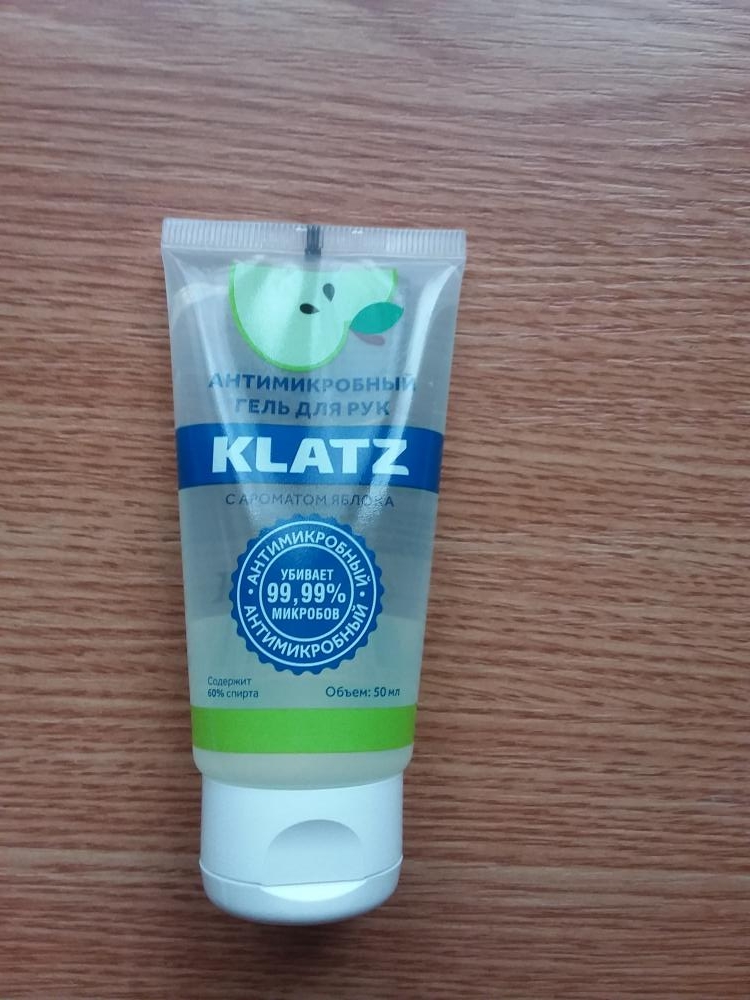 АНТИМИКРОБНЫЙ
ГЕЛЬ ДЛЯ РУК
KLATZ
С АРОМАТОМ ЯБЛОКА
• АНТИМИКРОБНЫЙ •
УБИВАЕТ
99,99%
МИКРОБОВ
АНТИМИКРОБНЫЙ
Содержит
60% спирта
Объем: 50 мл